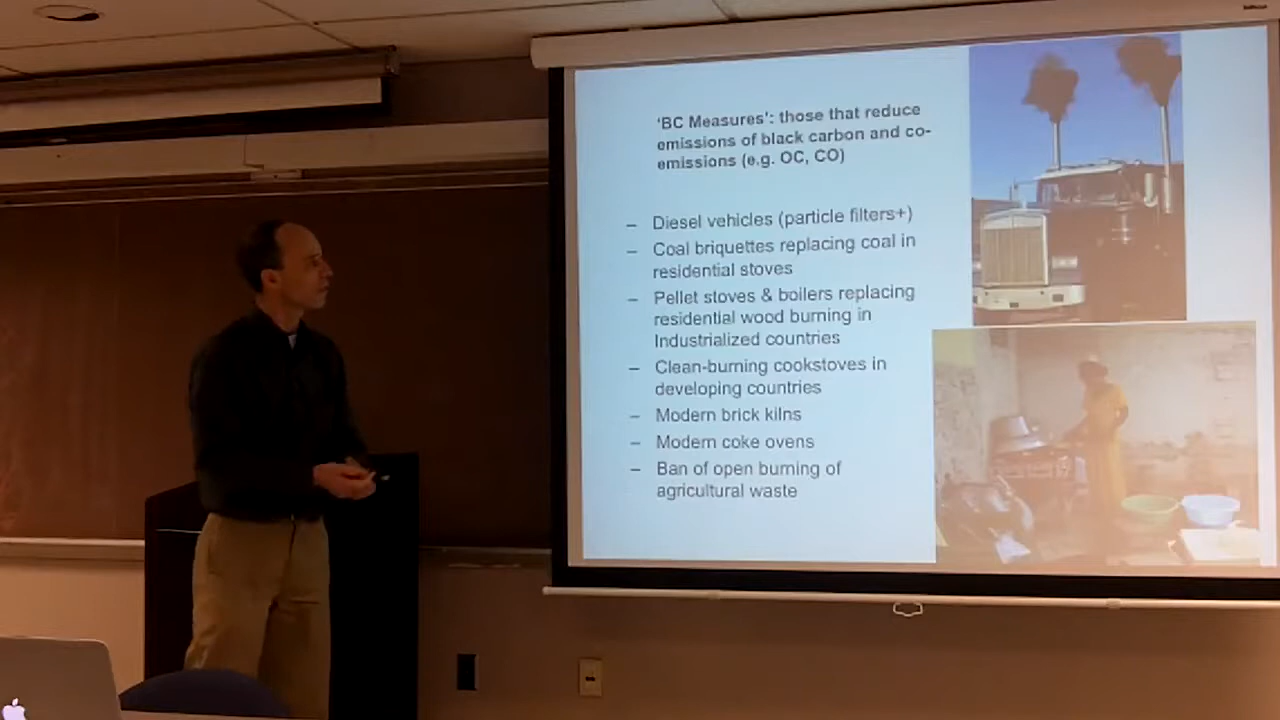 'BC Measures': those that reduce
emissions of black carbon and co-
emissions (e.g. OC, CO)
– Diesel vehicles (particle filters+)
– Coal briquettes replacing coal in
residential stoves
– Pellet stoves & boilers replacing
residential wood burning in
Industrialized countries
– Clean-burning cookstoves in
developing countries
– Modern brick kilns
– Modern coke ovens
– Ban of open burning of
agricultural waste